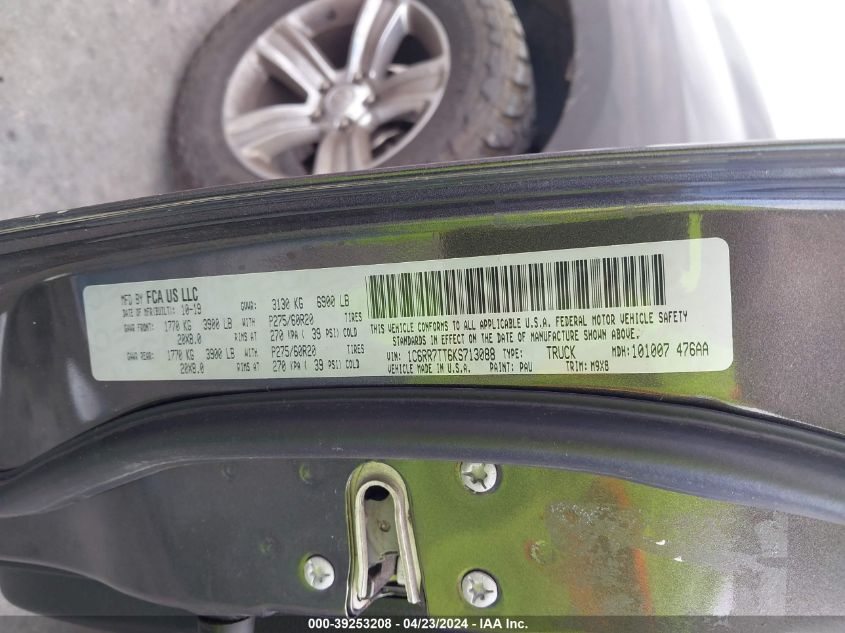 MFD BY FCA US LLC
DATE OF MFR(BUILT): 10-19 GVWR: 3130 KG 6900 LB
GAWR FRONT: 1770 KG 3900 LB WITH P275/60R20 TIRES
20X8.0 RIMS AT 270 KPA ( 39 PSI) COLD
GAWR REAR: 1770 KG 3900 LB WITH P275/60R20 TIRES
20X8.0 RIMS AT 270 KPA ( 39 PSI) COLD
THIS VEHICLE CONFORMS TO ALL APPLICABLE U.S.A. FEDERAL MOTOR VEHICLE SAFETY
STANDARDS IN EFFECT ON THE DATE OF MANUFACTURE SHOWN ABOVE.
VIN: 1C6RR7TT6KS713088 TYPE: TRUCK MDH: 101007 476AA
VEHICLE MADE IN U.S.A. PAINT: PAU TRIM: M9X8
000-39253208 - 04/23/2024 - IAA Inc.